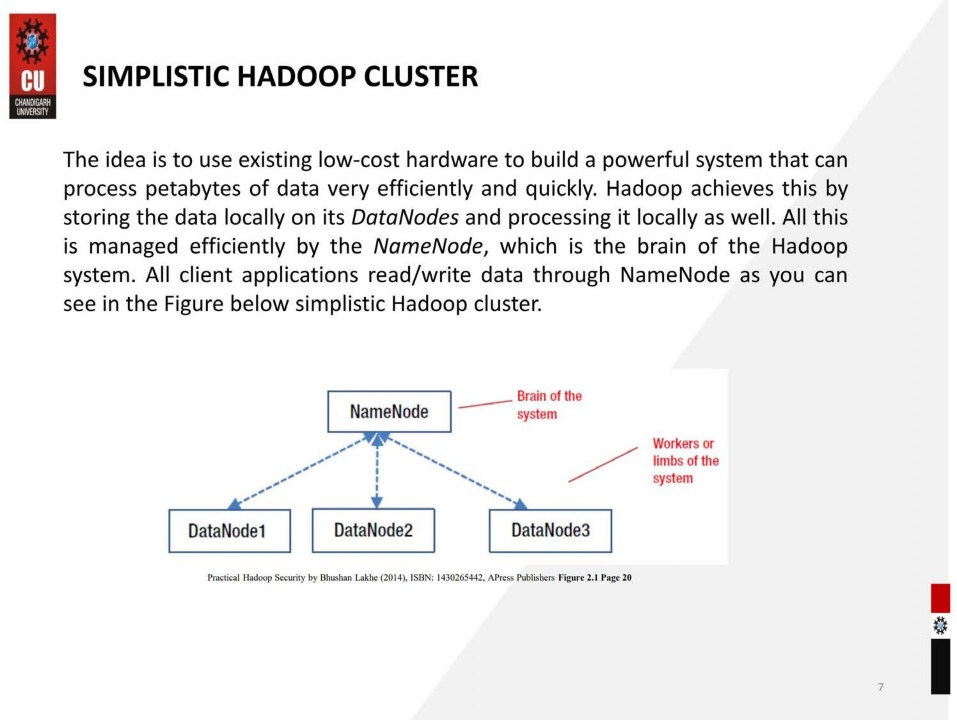 CU
CHANDIGARH
UNIVERSITY
SIMPLISTIC HADOOP CLUSTER
The idea is to use existing low-cost hardware to build a powerful system that can
process petabytes of data very efficiently and quickly. Hadoop achieves this by
storing the data locally on its DataNodes and processing it locally as well. All this
is managed efficiently by the NameNode, which is the brain of the Hadoop
system. All client applications read/write data through NameNode as you can
see in the Figure below simplistic Hadoop cluster.
NameNode
Brain of the
system
Workers or
limbs of the
system
DataNode1
DataNode2
DataNode3
Practical Hadoop Security by Bhushan Lakhe (2014), ISBN: 1430265442, APress Publishers Figure 2.1 Page 20
7